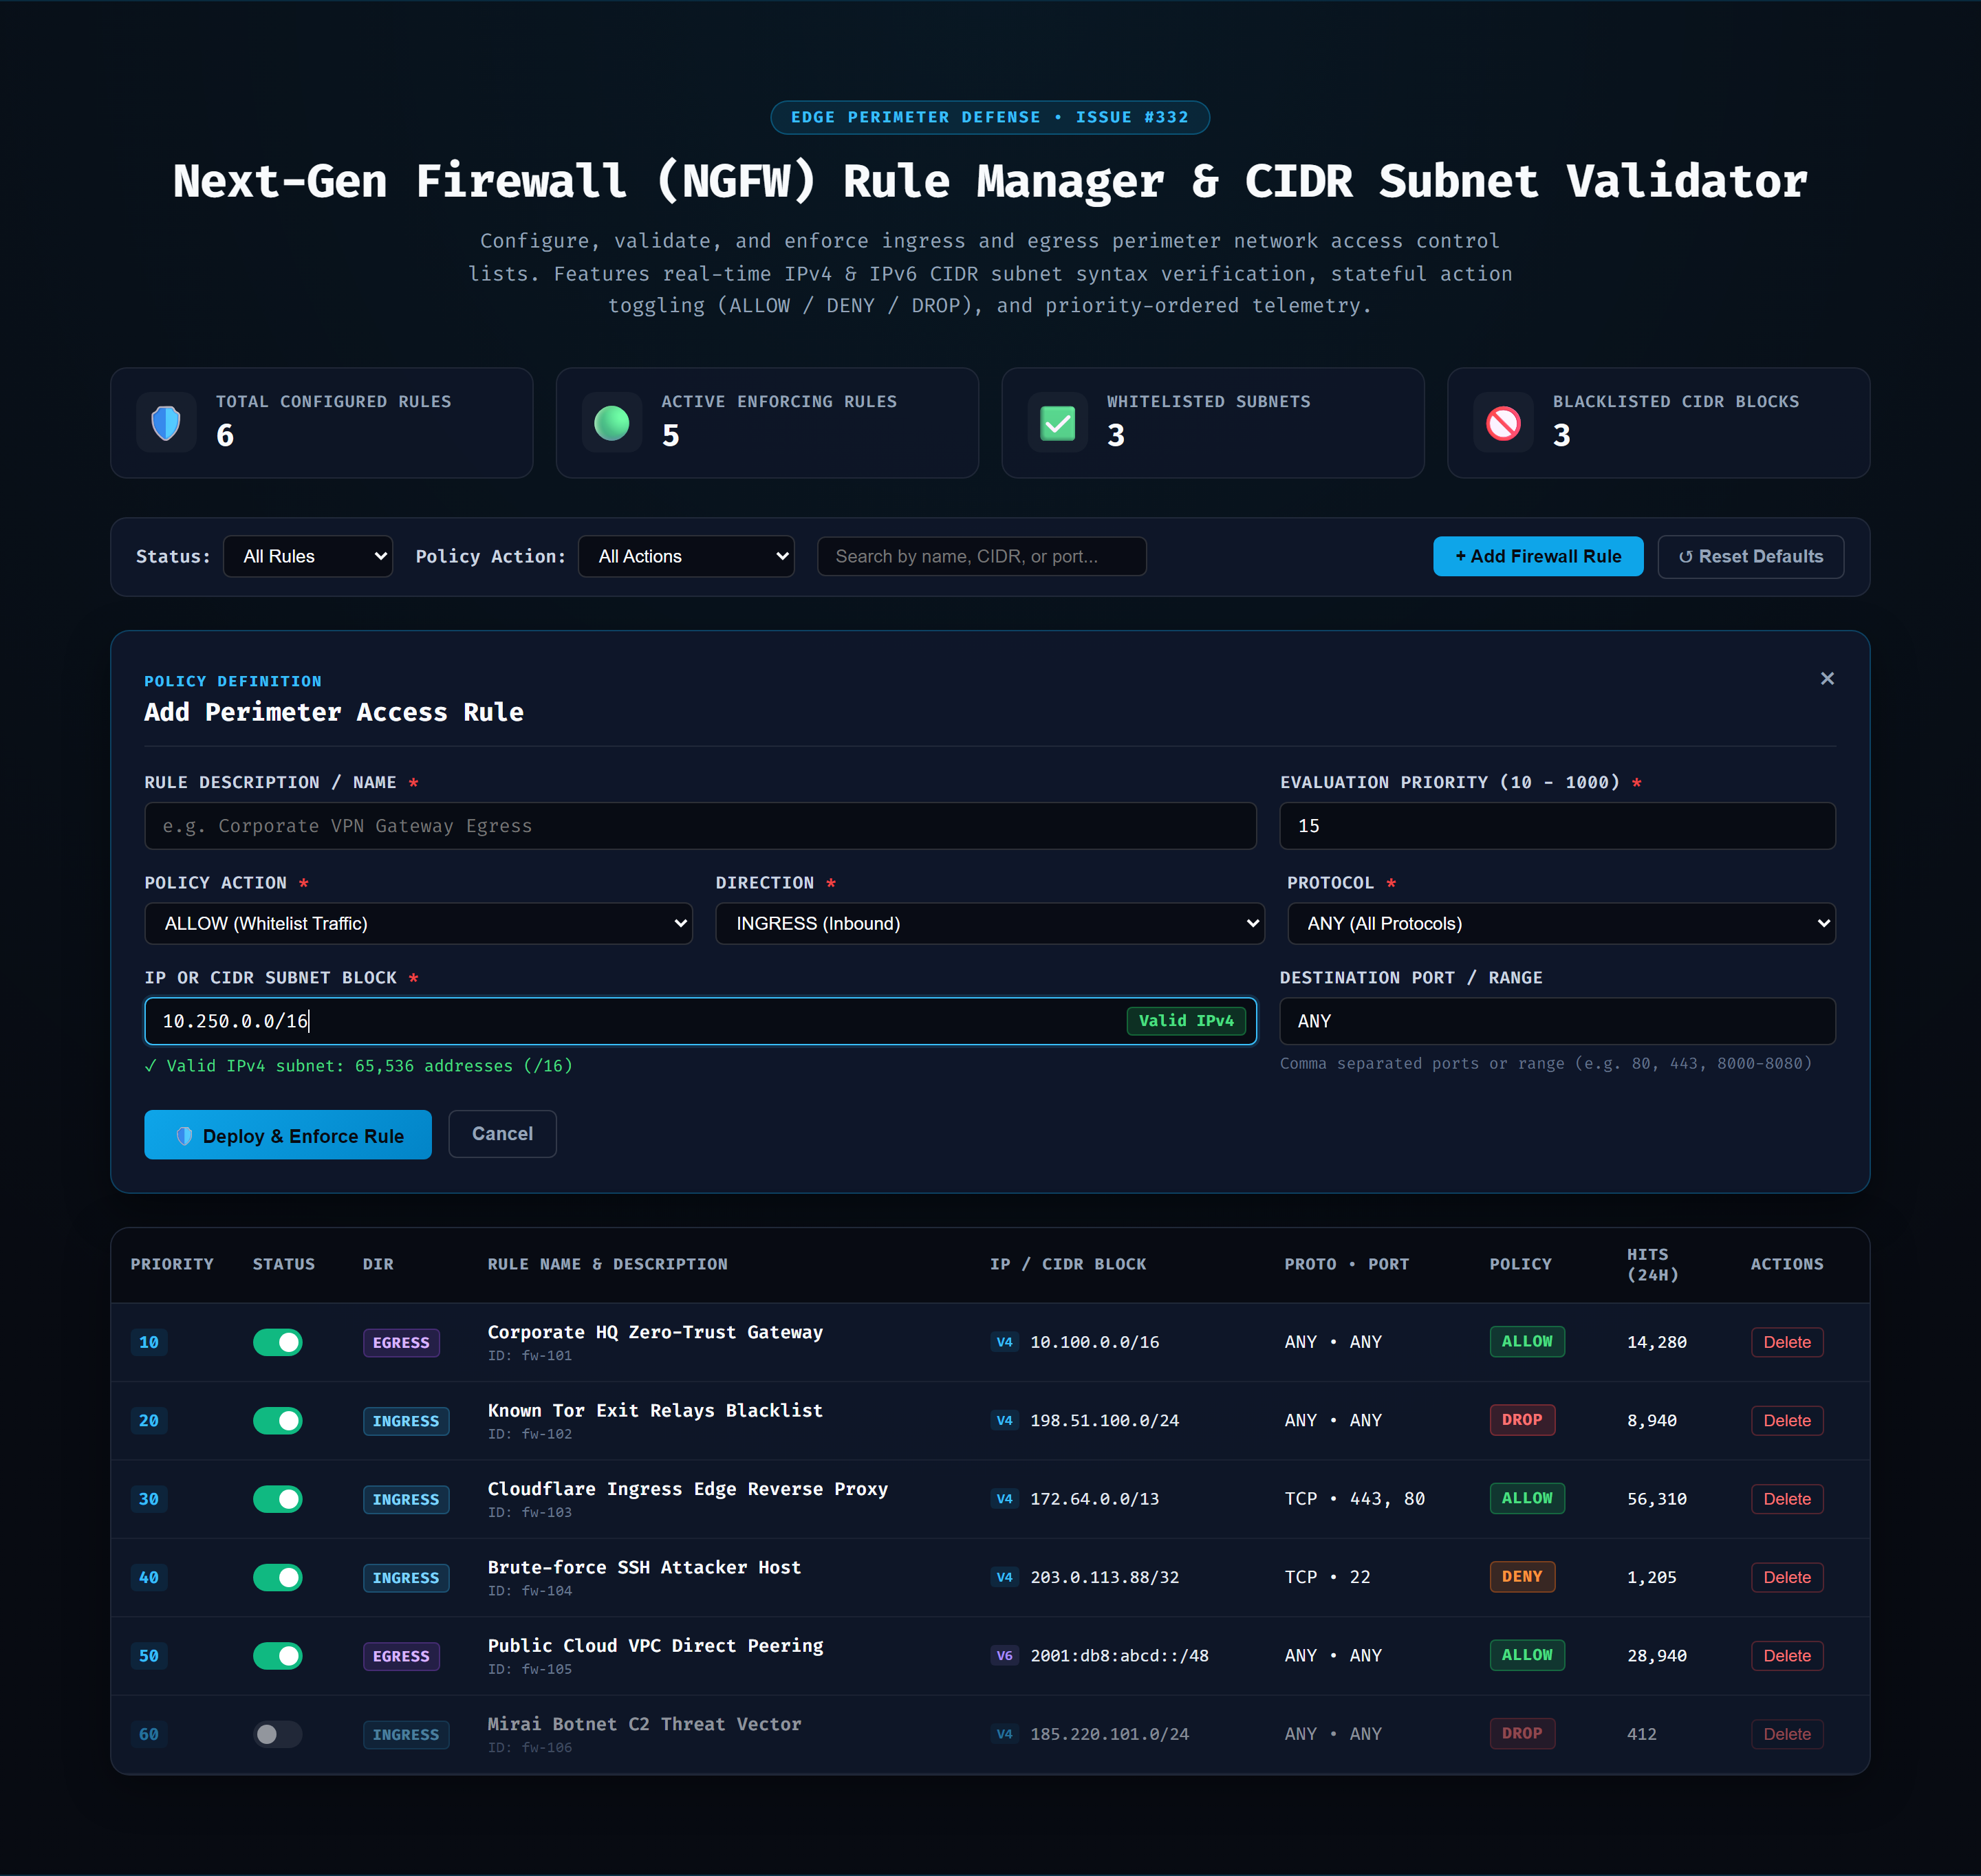 EDGE PERIMETER DEFENSE • ISSUE #332
Next-Gen Firewall (NGFW) Rule Manager & CIDR Subnet Validator
Configure, validate, and enforce ingress and egress perimeter network access control
lists. Features real-time IPv4 & IPv6 CIDR subnet syntax verification, stateful action
toggling (ALLOW / DENY / DROP), and priority-ordered telemetry.
TOTAL CONFIGURED RULES
6
ACTIVE ENFORCING RULES
5
WHITELISTED SUBNETS
3
BLACKLISTED CIDR BLOCKS
3
Status: All Rules Policy Action: All Actions Search by name, CIDR, or port... + Add Firewall Rule ↺ Reset Defaults
POLICY DEFINITION ✕
Add Perimeter Access Rule
RULE DESCRIPTION / NAME * EVALUATION PRIORITY (10 - 1000) *
e.g. Corporate VPN Gateway Egress 15
POLICY ACTION * DIRECTION * PROTOCOL *
ALLOW (Whitelist Traffic) INGRESS (Inbound) ANY (All Protocols)
IP OR CIDR SUBNET BLOCK * DESTINATION PORT / RANGE
10.250.0.0/16 Valid IPv4 ANY
✓ Valid IPv4 subnet: 65,536 addresses (/16) Comma separated ports or range (e.g. 80, 443, 8000-8080)
Deploy & Enforce Rule Cancel
PRIORITY STATUS DIR RULE NAME & DESCRIPTION IP / CIDR BLOCK PROTO • PORT POLICY HITS (24H) ACTIONS
10 EGRESS Corporate HQ Zero-Trust Gateway V4 10.100.0.0/16 ANY • ANY ALLOW 14,280 Delete
ID: fw-101
20 INGRESS Known Tor Exit Relays Blacklist V4 198.51.100.0/24 ANY • ANY DROP 8,940 Delete
ID: fw-102
30 INGRESS Cloudflare Ingress Edge Reverse Proxy V4 172.64.0.0/13 TCP • 443, 80 ALLOW 56,310 Delete
ID: fw-103
40 INGRESS Brute-force SSH Attacker Host V4 203.0.113.88/32 TCP • 22 DENY 1,205 Delete
ID: fw-104
50 EGRESS Public Cloud VPC Direct Peering V6 2001:db8:abcd::/48 ANY • ANY ALLOW 28,940 Delete
ID: fw-105
60 INGRESS Mirai Botnet C2 Threat Vector V4 185.220.101.0/24 ANY • ANY DROP 412 Delete
ID: fw-106